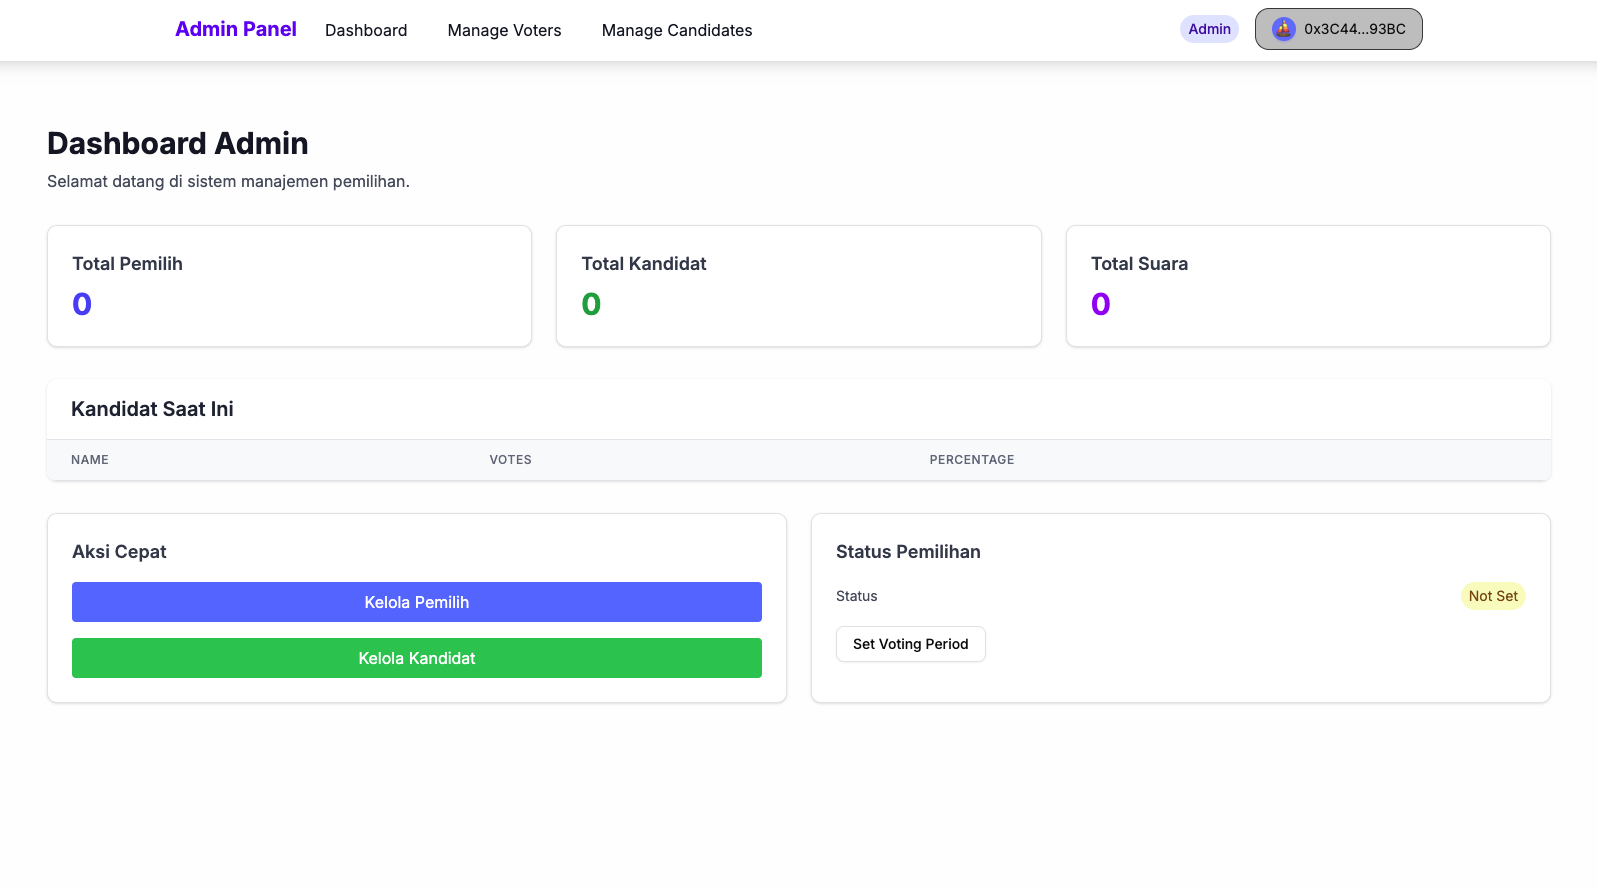 Admin Panel Dashboard Manage Voters Manage Candidates Admin 0x3C44...93BC
Dashboard Admin
Selamat datang di sistem manajemen pemilihan.
Total Pemilih
0
Total Kandidat
0
Total Suara
0
Kandidat Saat Ini
NAME VOTES PERCENTAGE
Aksi Cepat
Kelola Pemilih
Kelola Kandidat
Status Pemilihan
Status Not Set
Set Voting Period